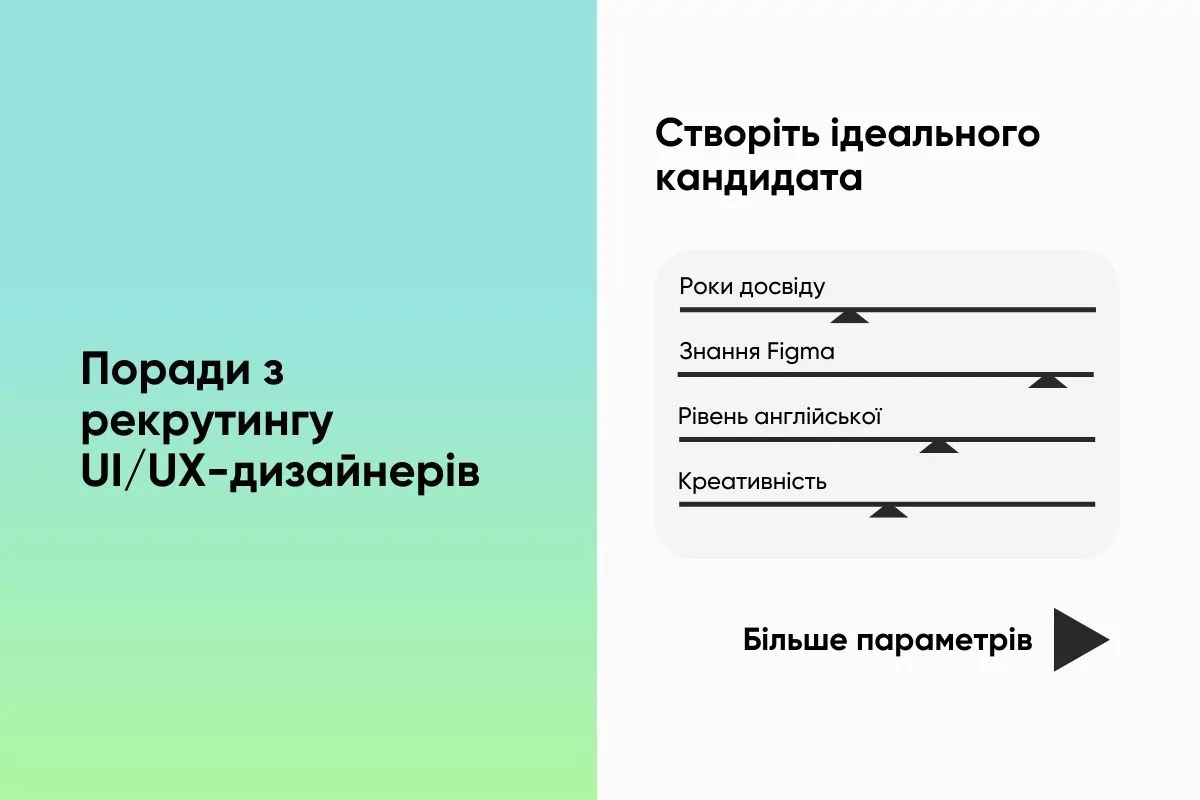 Поради з
рекрутингу
UI/UX-дизайнерів
Створіть ідеального
кандидата
Роки досвіду
Знання Figma
Рівень англійської
Креативність
Більше параметрів